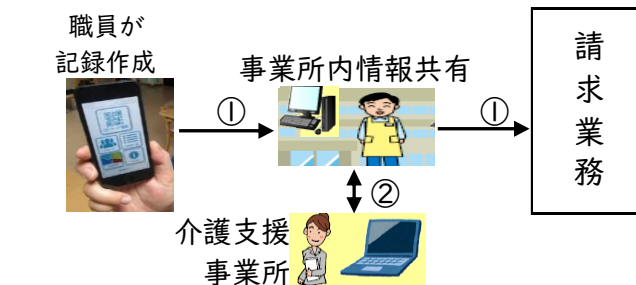 職員が
記録作成
①
事業所内情報共有
①
請求業務
②
介護支援
事業所